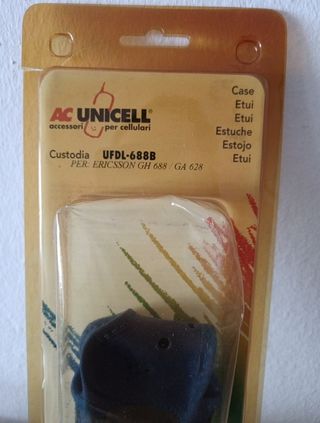 AC UNICELL®
accessori per cellulari
Case
Etui
Etui
Estuche
Estojo
Etui
Custodia UFDL-688B
PER: ERICSSON GH 688 / GA 628